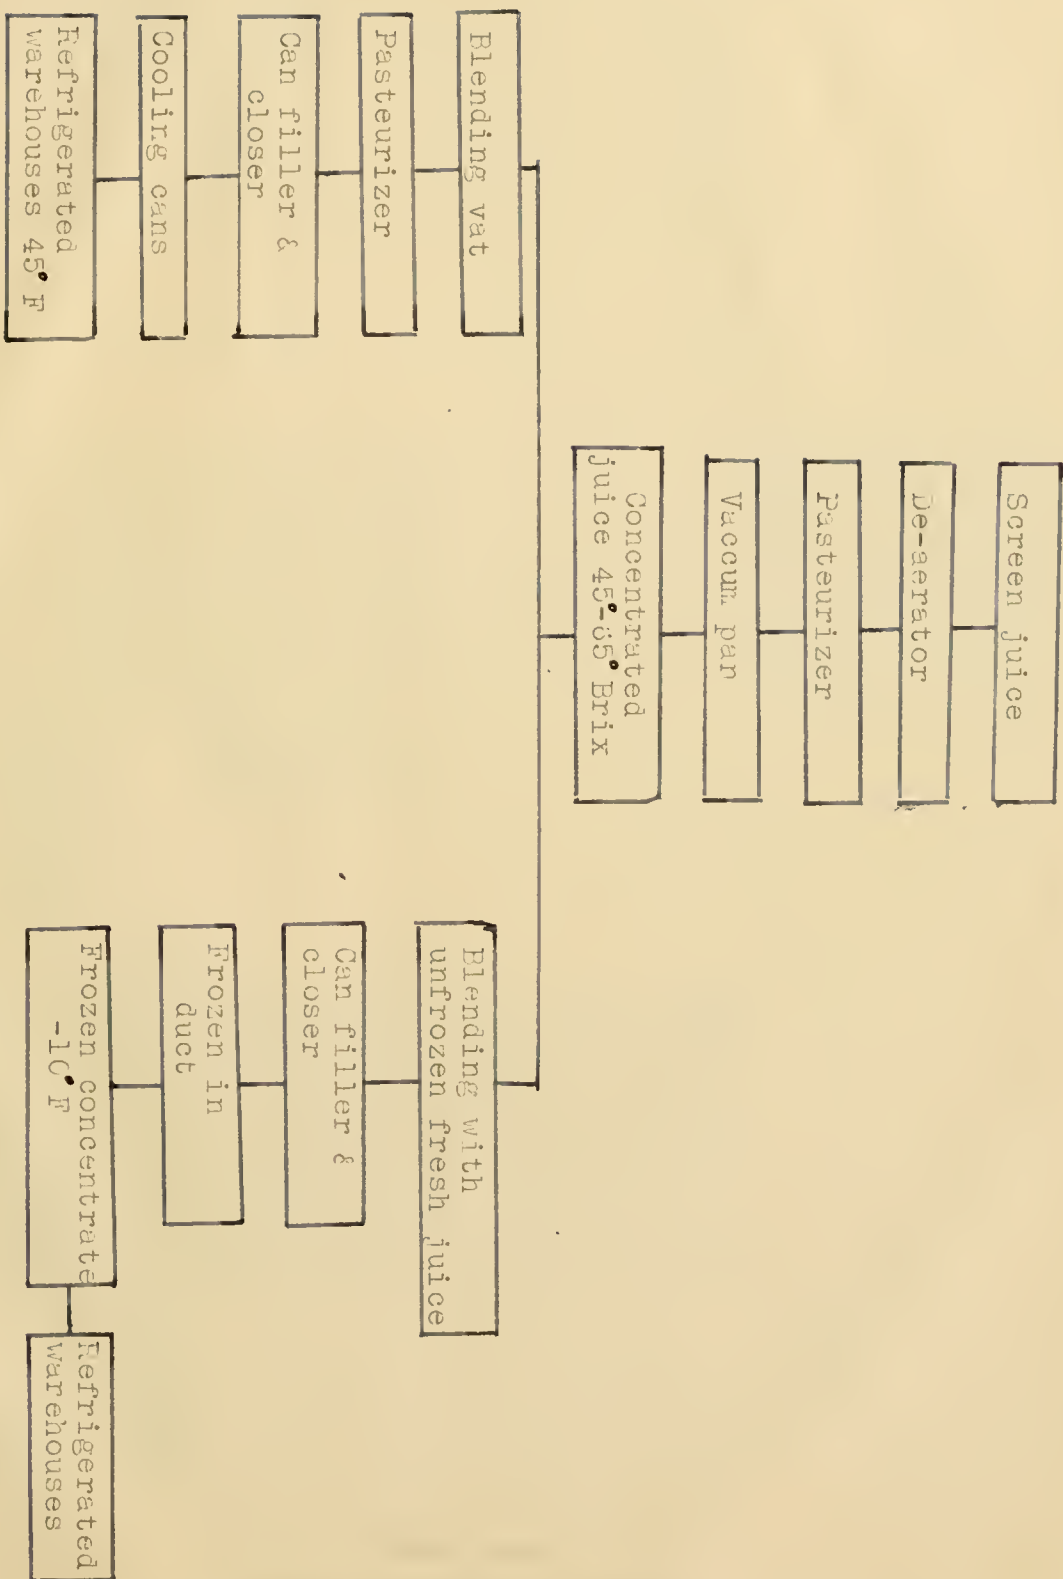 Screen juice
De-aerator
Pasteurizer
Vaccum pan
Concentrated
juice 45°-65° Brix
Blending vat
Pasteurizer
Can filler &
closer
Cooling cans
Refrigerated
warehouses 45° F
Blending with
unfrozen fresh juice
Can filler &
closer
Frozen in
duct
Frozen concentrate
-10° F
Refrigerated
warehouses